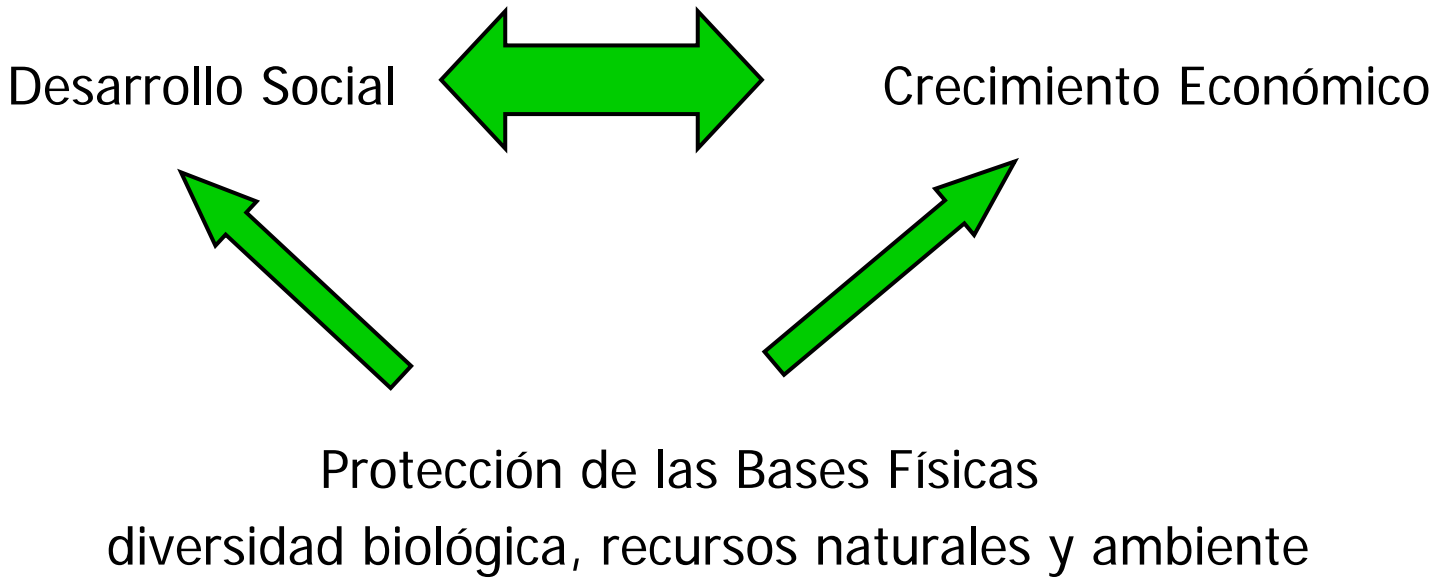 Desarrollo Social
Crecimiento Económico
Protección de las Bases Físicas
diversidad biológica, recursos naturales y ambiente